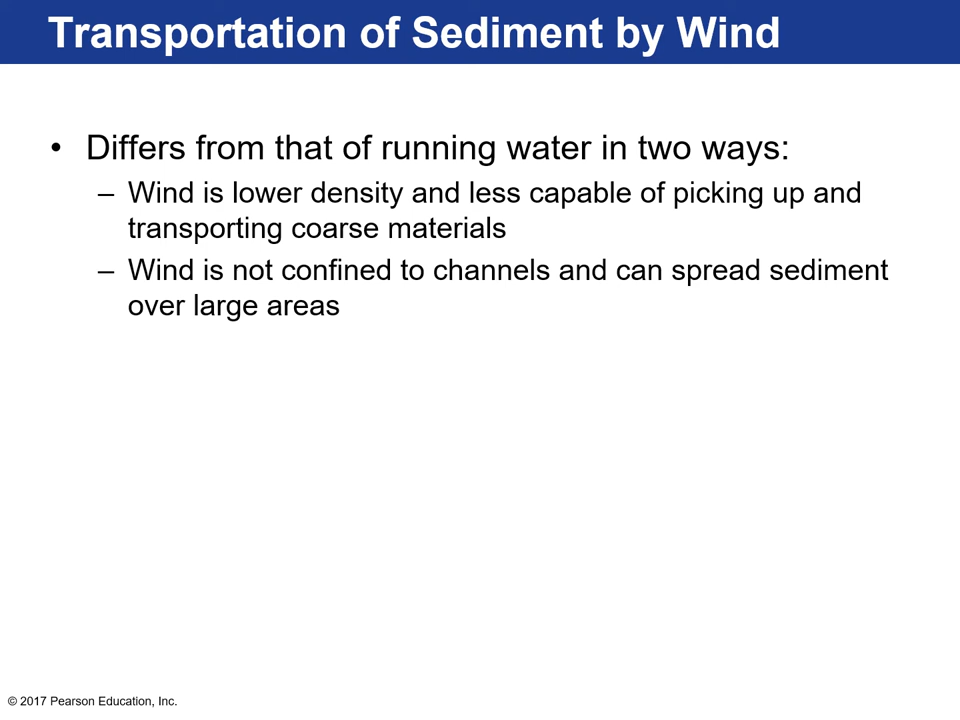 Transportation of Sediment by Wind
• Differs from that of running water in two ways:
– Wind is lower density and less capable of picking up and
transporting coarse materials
– Wind is not confined to channels and can spread sediment
over large areas
© 2017 Pearson Education, Inc.